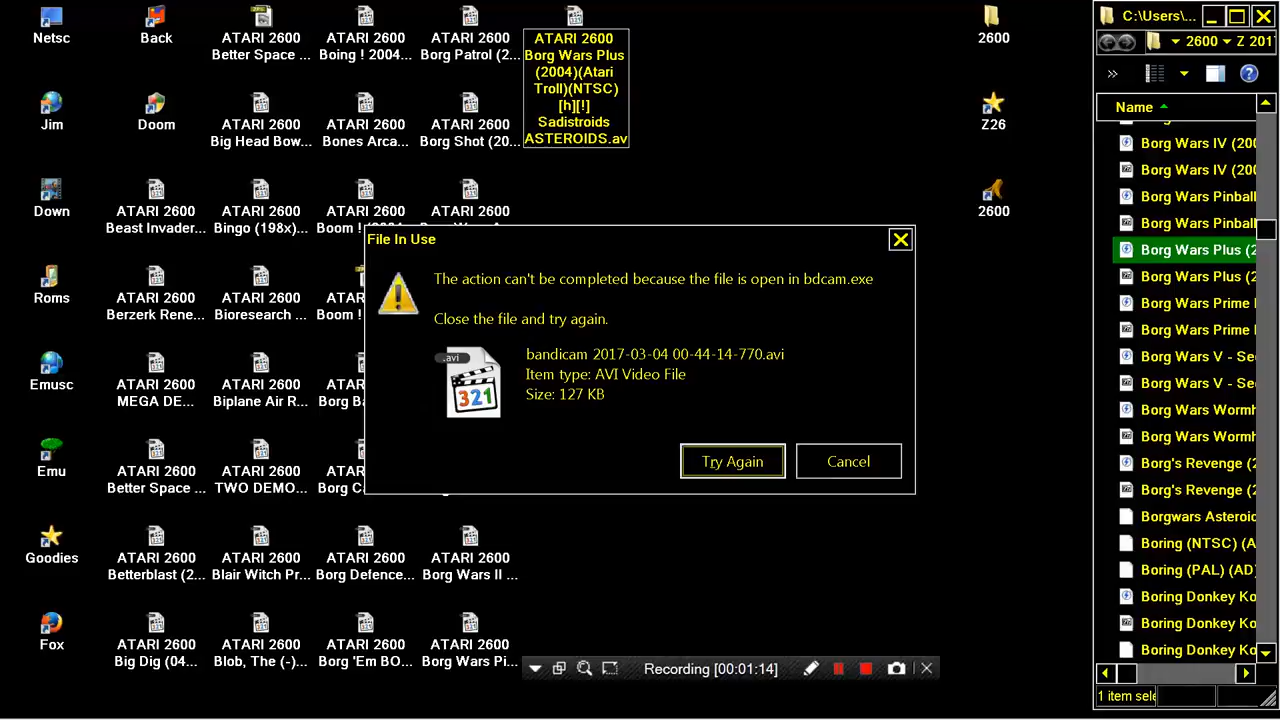 Netsc
Jim
Down
Roms
Emusc
Emu
Goodies
Fox
Back
Doom
ATARI 2600
Beast Invader...
ATARI 2600
Berzerk Rene...
ATARI 2600
MEGA DE...
ATARI 2600
Better Space ...
ATARI 2600
Betterblast (2...
ATARI 2600
Big Dig (04...
ATARI 2600
Better Space ...
ATARI 2600
Big Head Bow...
ATARI 2600
Bingo (198x)...
ATARI 2600
Bioresearch ...
ATARI 2600
Biplane Air R...
ATARI 2600
TWO DEMO...
ATARI 2600
Blair Witch Pr...
ATARI 2600
Blob, The (-)...
ATARI 2600
Boing ! 2004...
ATARI 2600
Bones Arca...
ATARI 2600
Boom !
Boom !
Borg B
Borg C
ATARI 2600
Borg Defence...
ATARI 2600
Borg 'Em BO...
ATARI 2600
Borg Patrol (2...
ATARI 2600
Borg Shot (20...
ATARI 2600
ATARI 2600
Borg Wars II ...
ATARI 2600
Borg Wars Pi...
ATARI 2600
Borg Wars Plus
(2004)(Atari
Troll)(NTSC)
[h][!]
Sadistroids
ASTEROIDS.av
File In Use
The action can't be completed because the file is open in bdcam.exe
Close the file and try again.
.avi
321
bandicam 2017-03-04 00-44-14-770.avi
Item type: AVI Video File
Size: 127 KB
Try Again
Cancel
Recording [00:01:14]
2600
Z26
2600
C:\Users\...
2600 Z 201
Name
Borg Wars IV (200
Borg Wars IV (200
Borg Wars Pinball
Borg Wars Pinball
Borg Wars Plus (2
Borg Wars Plus (2
Borg Wars Prime
Borg Wars Prime
Borg Wars V - Se
Borg Wars V - Se
Borg Wars Wormh
Borg Wars Wormh
Borg's Revenge (2
Borg's Revenge (2
Borgwars Asteroid
Boring (NTSC) (A
Boring (PAL) (AD)
Boring Donkey Ko
Boring Donkey Ko
Boring Donkey Ko
1 item sele